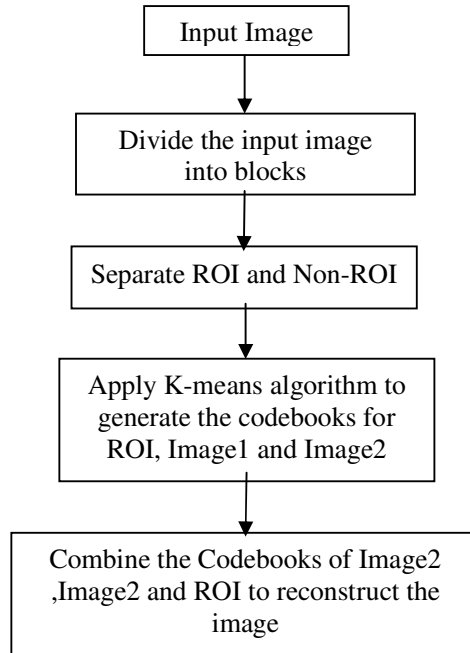 Input Image
Divide the input image
into blocks
Separate ROI and Non-ROI
Apply K-means algorithm to
generate the codebooks for
ROI, Image1 and Image2
Combine the Codebooks of Image2
,Image2 and ROI to reconstruct the
image